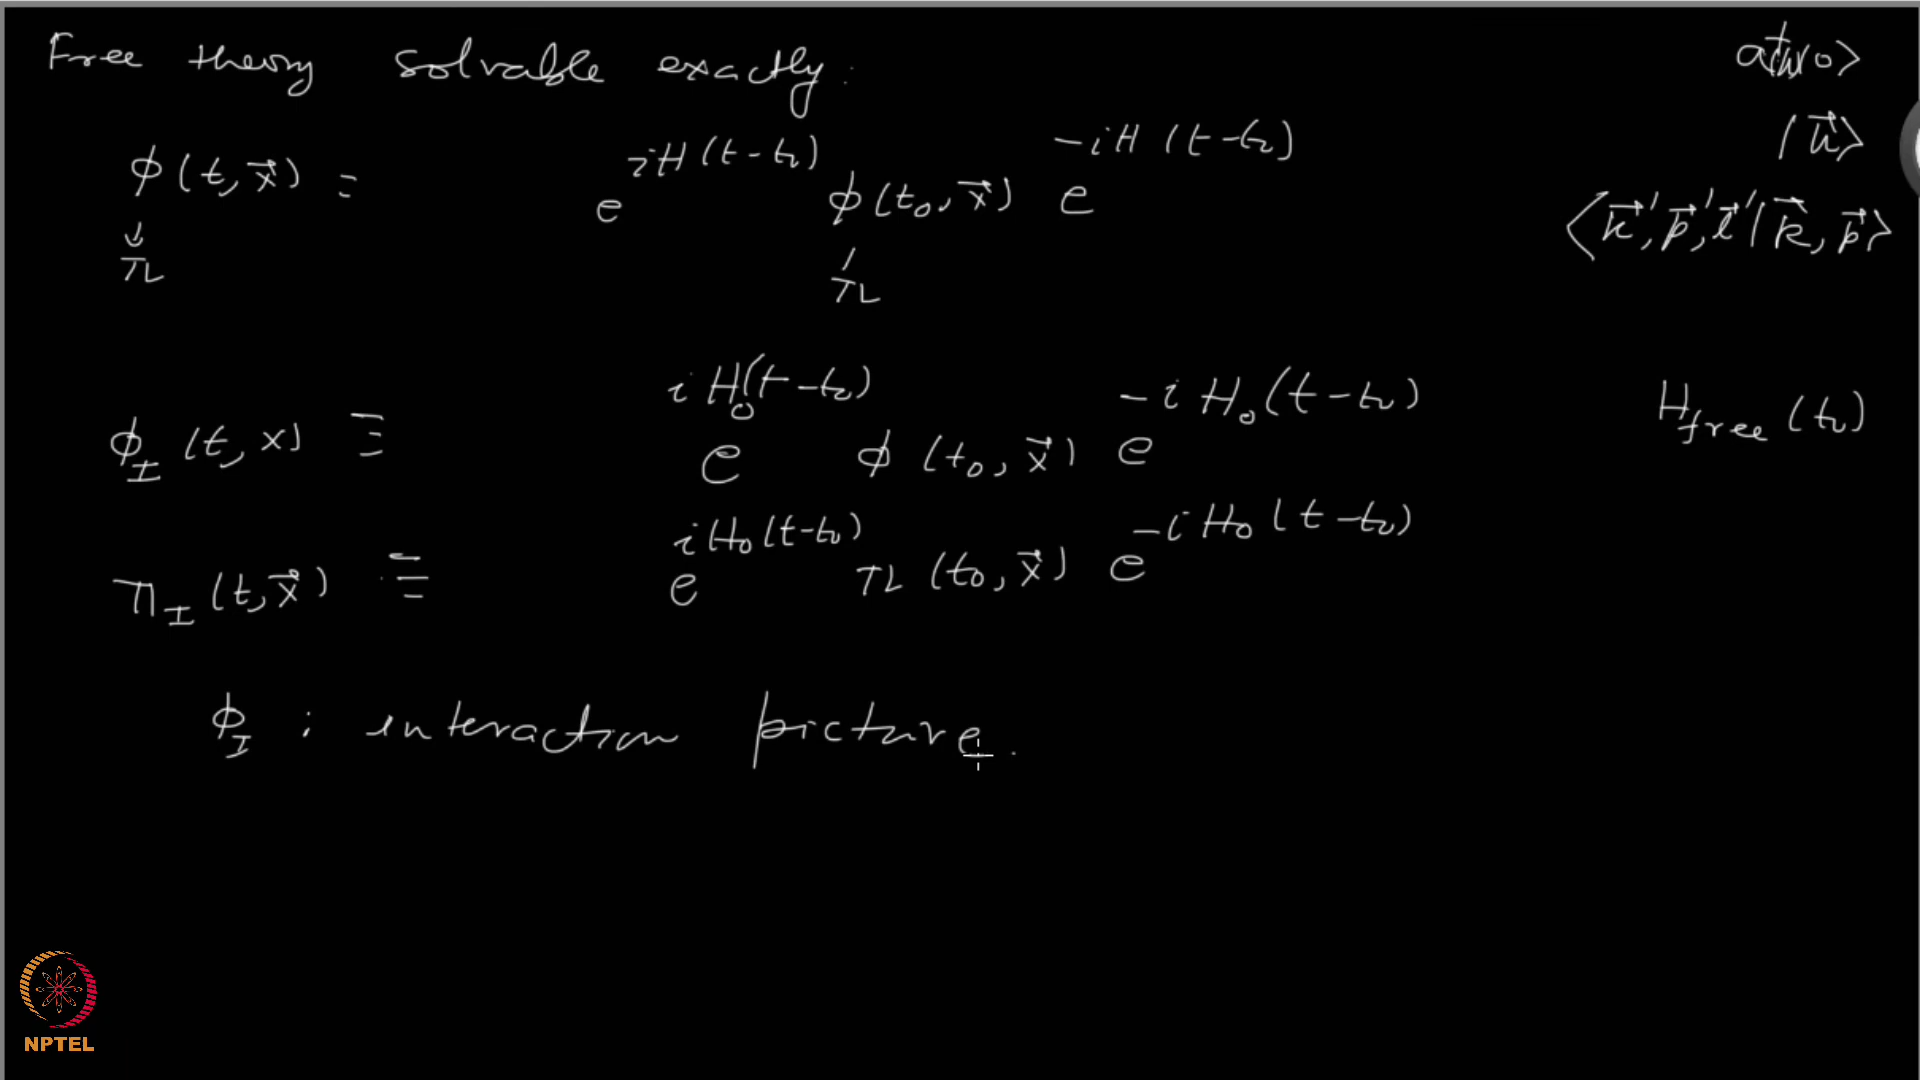 Free theory solvable exactly.
a†(k)|0>
|k⃗>
ϕ(t, x⃗) = e^{iH(t-t₀)} ϕ(t₀, x⃗) e^{-iH(t-t₀)}
⟨k⃗', p⃗', l⃗'|k⃗, p⃗⟩
↓
π
π
ϕ_I(t, x) ≡ e^{iH₀(t-t₀)} ϕ(t₀, x⃗) e^{-iH₀(t-t₀)}
H_free(t₀)
π_I(t, x⃗) ≡ e^{iH₀(t-t₀)} π(t₀, x⃗) e^{-iH₀(t-t₀)}
ϕ_I : interaction picture.
NPTEL